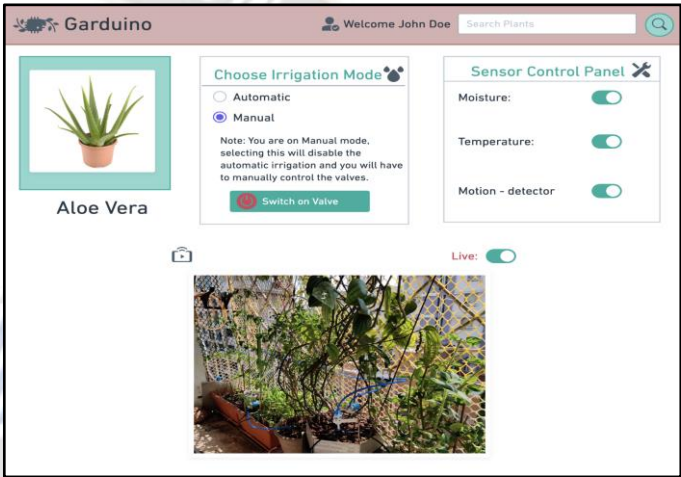 Garduino
Welcome John Doe
Search Plants
Choose Irrigation Mode
Automatic
Manual
Note: You are on Manual mode,
selecting this will disable the
automatic irrigation and you will have
to manually control the valves.
Switch on Valve
Sensor Control Panel
Moisture:
Temperature:
Motion - detector
Aloe Vera
Live: